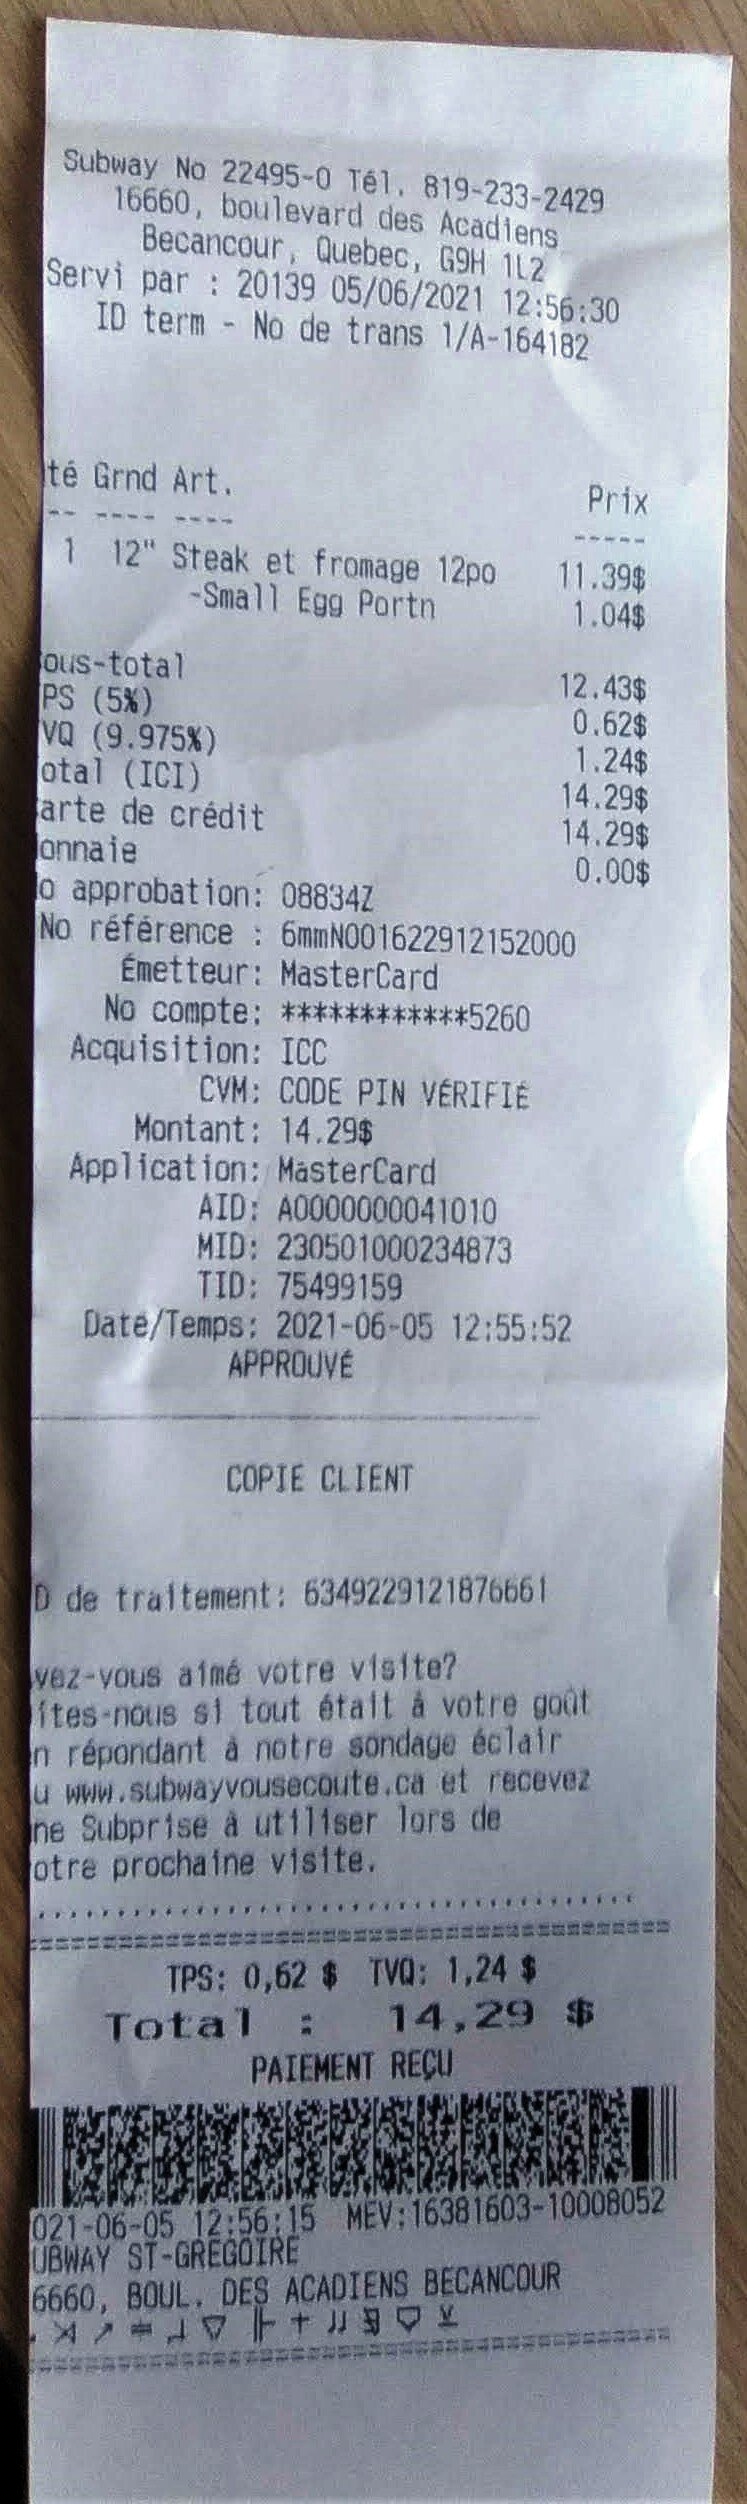 Subway No 22495-0 Tél. 819-233-2429
16660, boulevard des Acadiens
Becancour, Quebec, G9H 1L2
Servi par : 20139 05/06/2021 12:56:30
ID term - No de trans 1/A-164182
té Grnd Art. Prix
-- ---- ---- -----
1 12" Steak et fromage 12po 11.39$
-Small Egg Portn 1.04$
ous-total 12.43$
PS (5%) 0.62$
VQ (9.975%) 1.24$
otal (ICI) 14.29$
arte de crédit 14.29$
onnaie 0.00$
o approbation: 08834Z
No référence : 6mmN001622912152000
Émetteur: MasterCard
No compte: ************5260
Acquisition: ICC
CVM: CODE PIN VÉRIFIÉ
Montant: 14.29$
Application: MasterCard
AID: A0000000041010
MID: 230501000234873
TID: 75499159
Date/Temps: 2021-06-05 12:55:52
APPROUVÉ
COPIE CLIENT
D de traitement: 6349229121876661
vez-vous aimé votre visite?
ites-nous si tout était à votre goût
n répondant à notre sondage éclair
u www.subwayvousecoute.ca et recevez
ne Subprise à utiliser lors de
otre prochaine visite.
TPS: 0,62 $ TVQ: 1,24 $
Total : 14,29 $
PAIEMENT REÇU
021-06-05 12:56:15 MEV:16381603-10008052
UBWAY ST-GREGOIRE
6660, BOUL. DES ACADIENS BECANCOUR